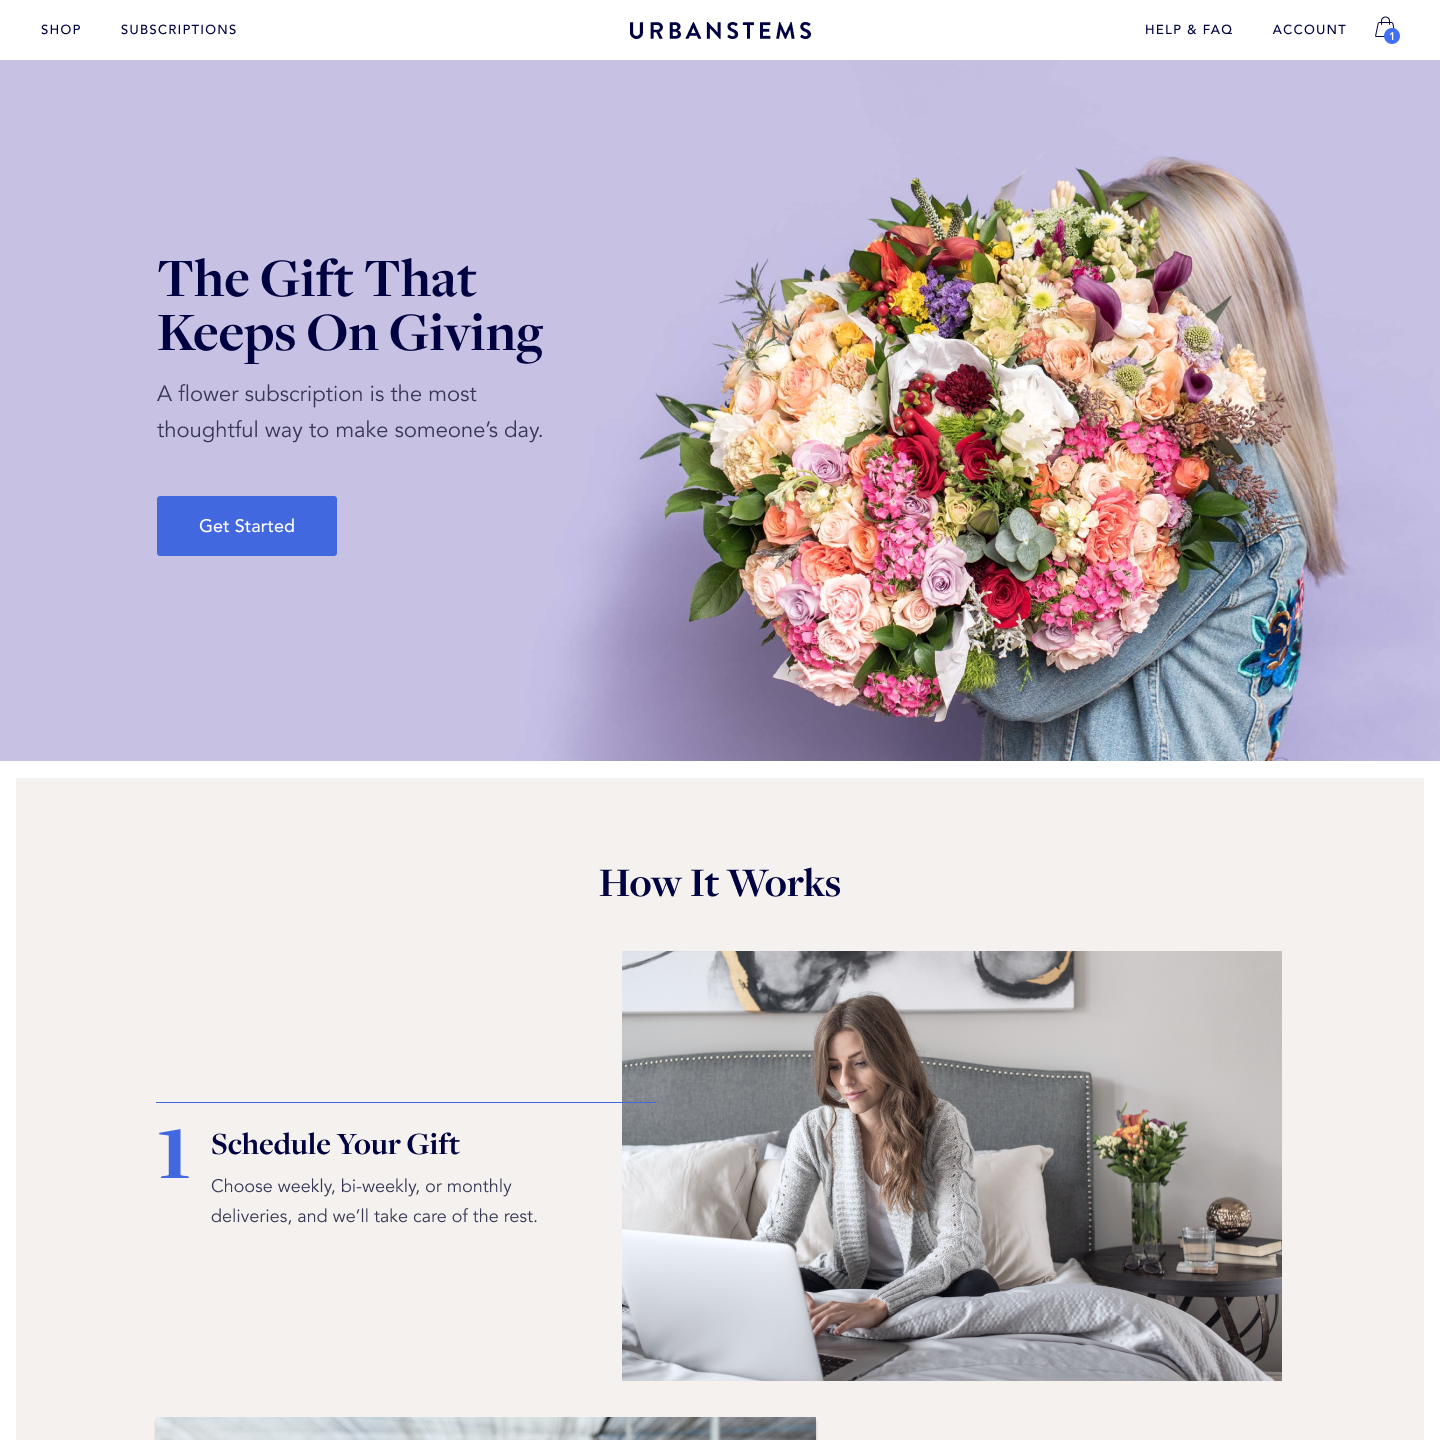 SHOP
SUBSCRIPTIONS
URBANSTEMS
HELP & FAQ
ACCOUNT
1
The Gift That
Keeps On Giving
A flower subscription is the most
thoughtful way to make someone’s day.
Get Started
How It Works
1
Schedule Your Gift
Choose weekly, bi-weekly, or monthly
deliveries, and we’ll take care of the rest.